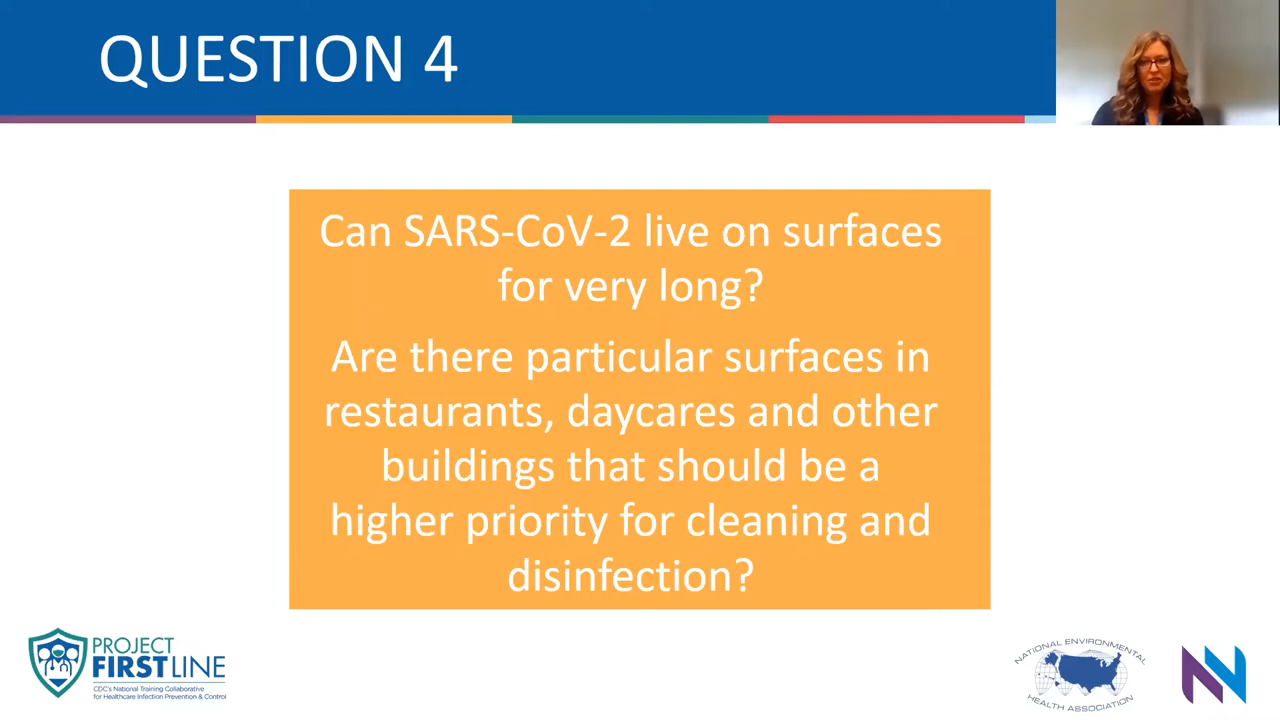 QUESTION 4
Can SARS-CoV-2 live on surfaces
for very long?
Are there particular surfaces in
restaurants, daycares and other
buildings that should be a
higher priority for cleaning and
disinfection?
PROJECT
FIRSTLINE
CDC's National Training Collaborative
for Healthcare Infection Prevention & Control
NATIONAL ENVIRONMENTAL
HEALTH ASSOCIATION